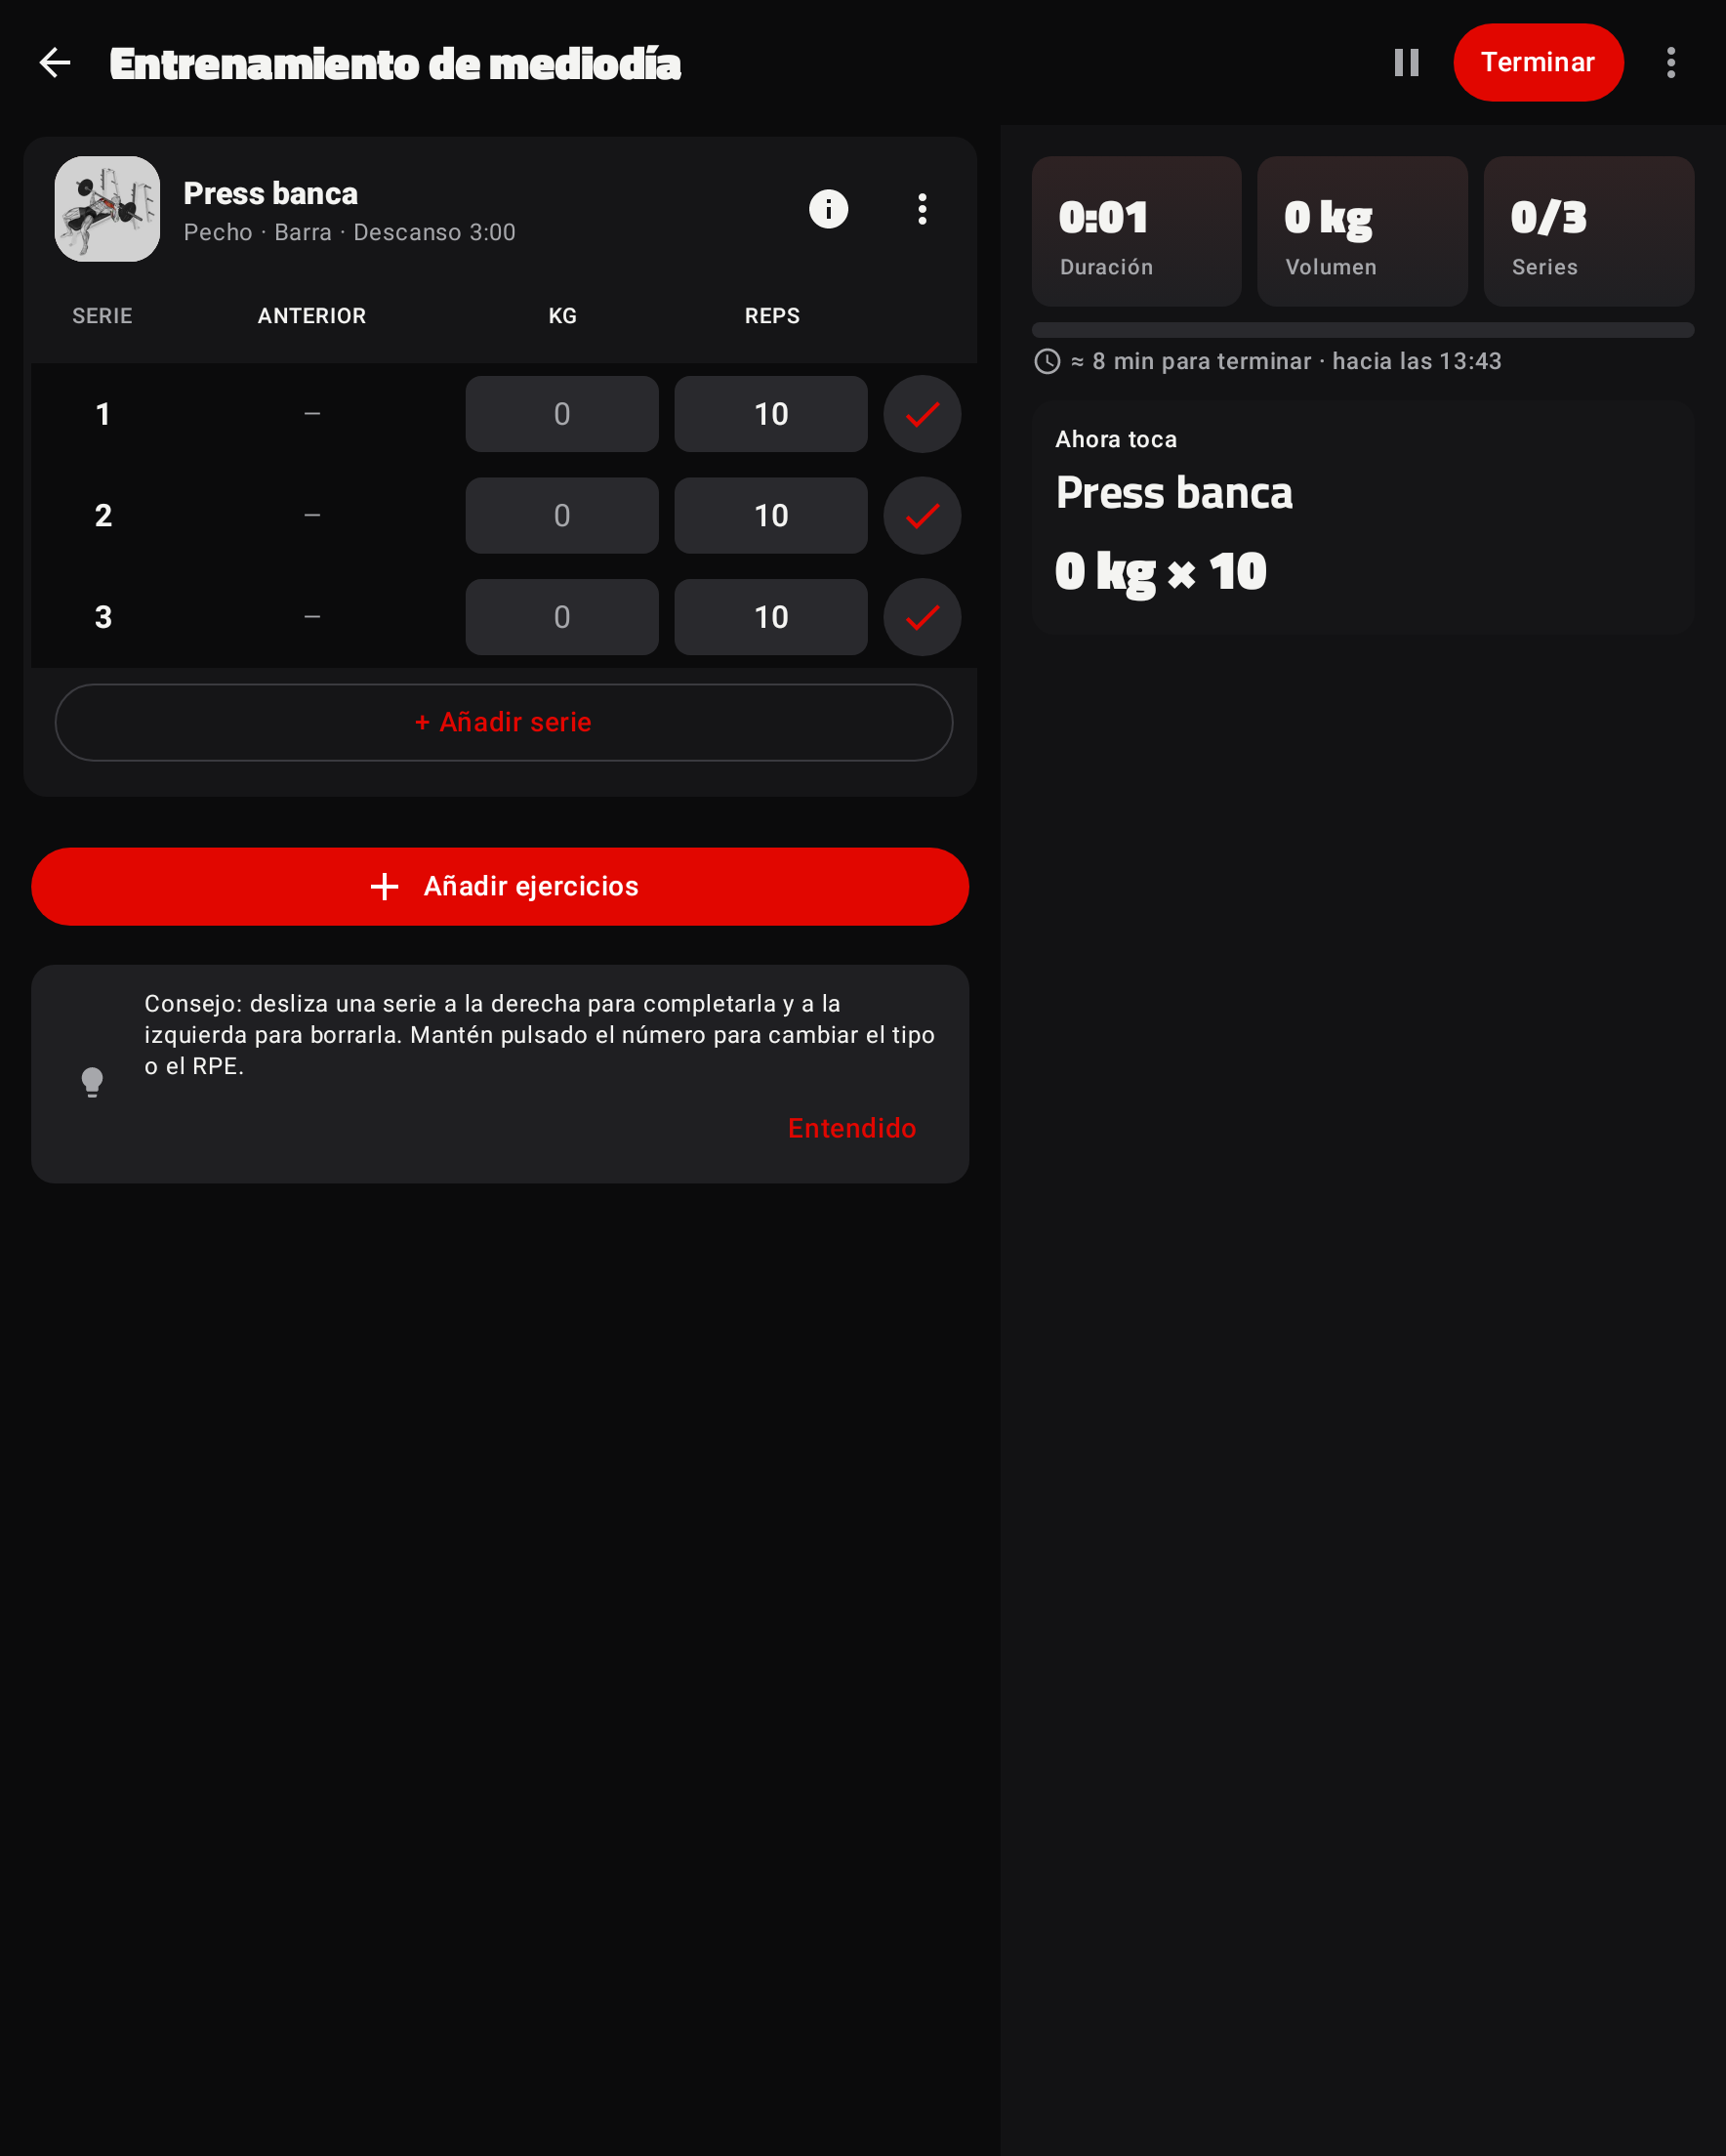 Entrenamiento de mediodía
Terminar
Press banca
Pecho · Barra · Descanso 3:00
SERIE ANTERIOR KG REPS
1 – 0 10
2 – 0 10
3 – 0 10
+ Añadir serie
Añadir ejercicios
Consejo: desliza una serie a la derecha para completarla y a la
izquierda para borrarla. Mantén pulsado el número para cambiar el tipo
o el RPE.
Entendido
0:01 0 kg 0/3
Duración Volumen Series
≈ 8 min para terminar · hacia las 13:43
Ahora toca
Press banca
0 kg × 10